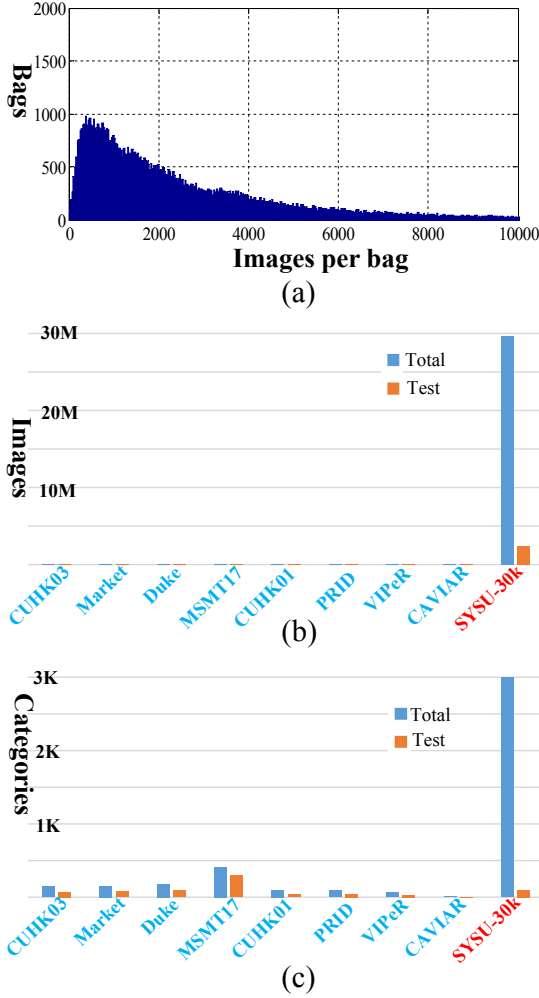 2000
1500
1000
500
0
Bags
0
2000
4000
6000
8000
10000
Images per bag
(a)
30M
20M
10M
Images
Total
Test
CUHK03
Market
Duke
MSMT17
CUHK01
PRID
VIPeR
CAVIAR
SYSU-30k
(b)
3K
2K
1K
Categories
Total
Test
CUHK03
Market
Duke
MSMT17
CUHK01
PRID
VIPeR
CAVIAR
SYSU-30k
(c)